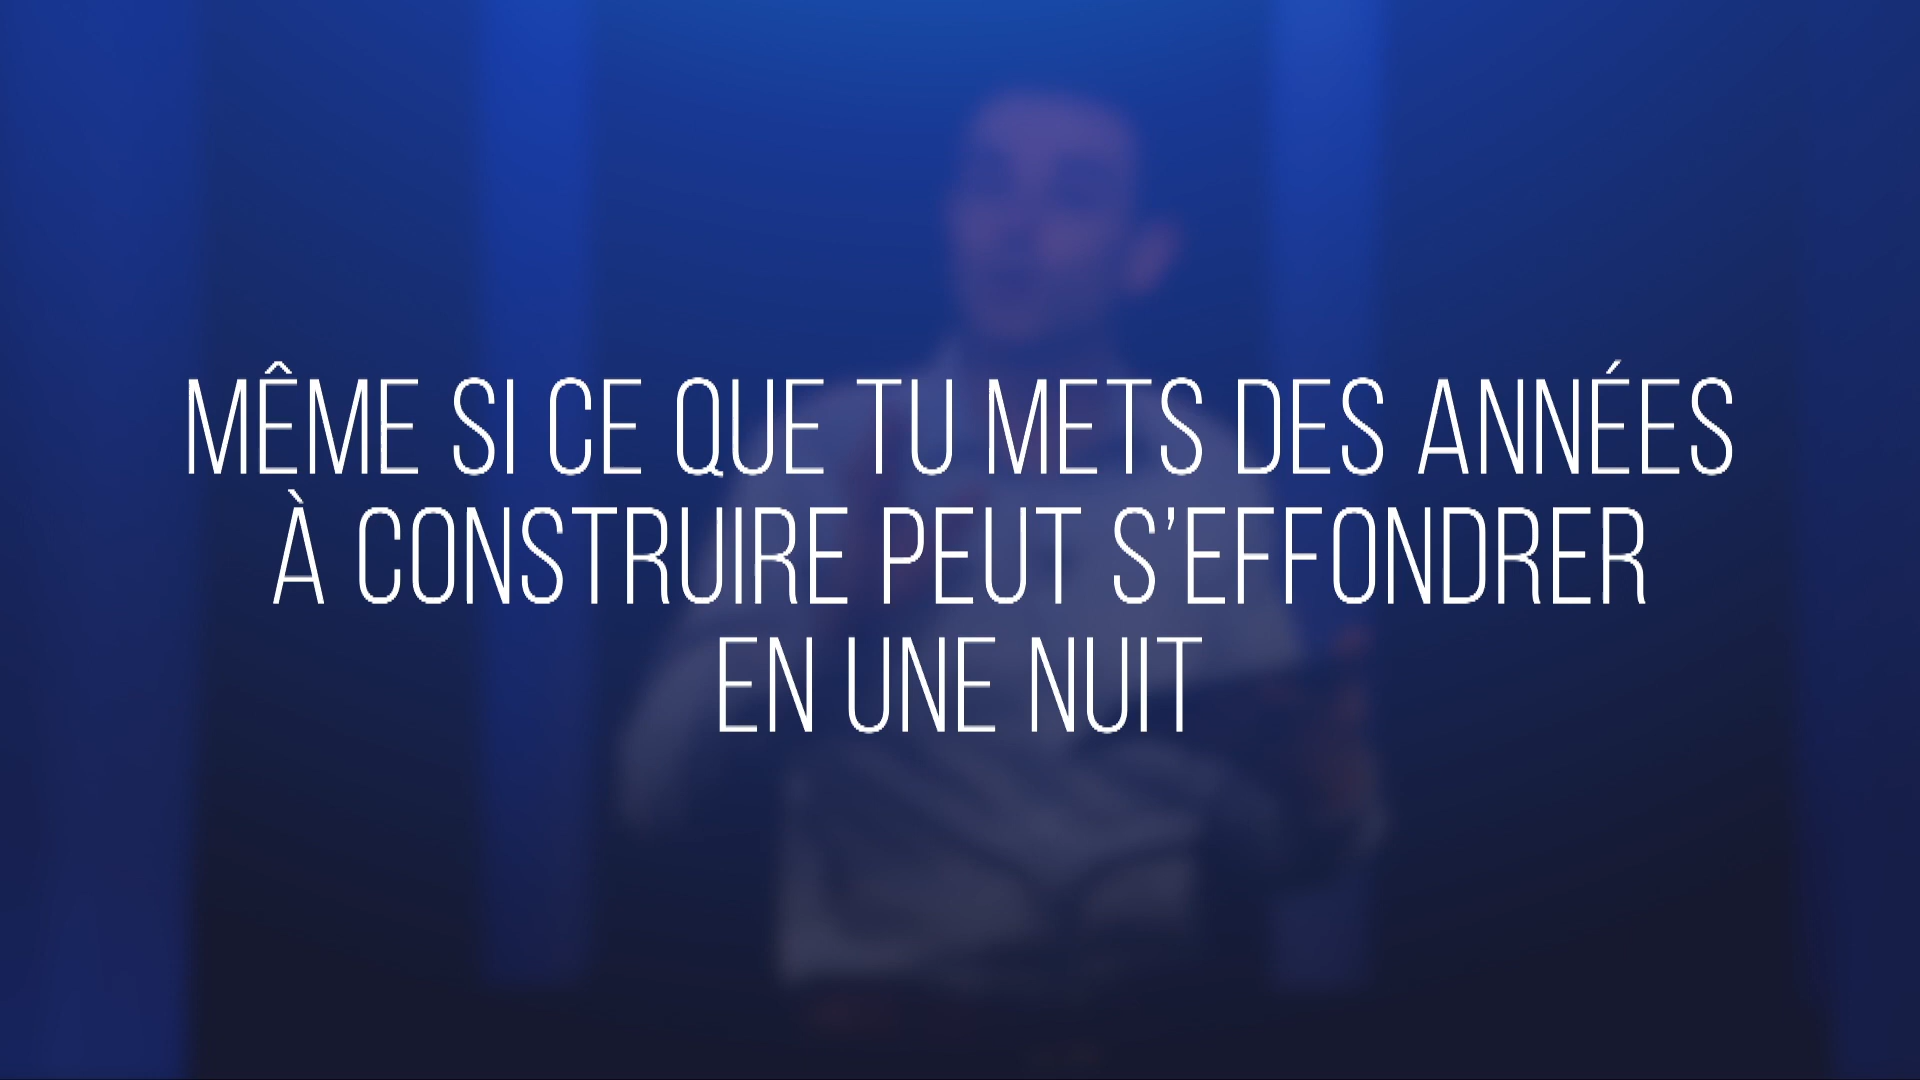 MÊME SI CE QUE TU METS DES ANNÉES
À CONSTRUIRE PEUT S'EFFONDRER
EN UNE NUIT